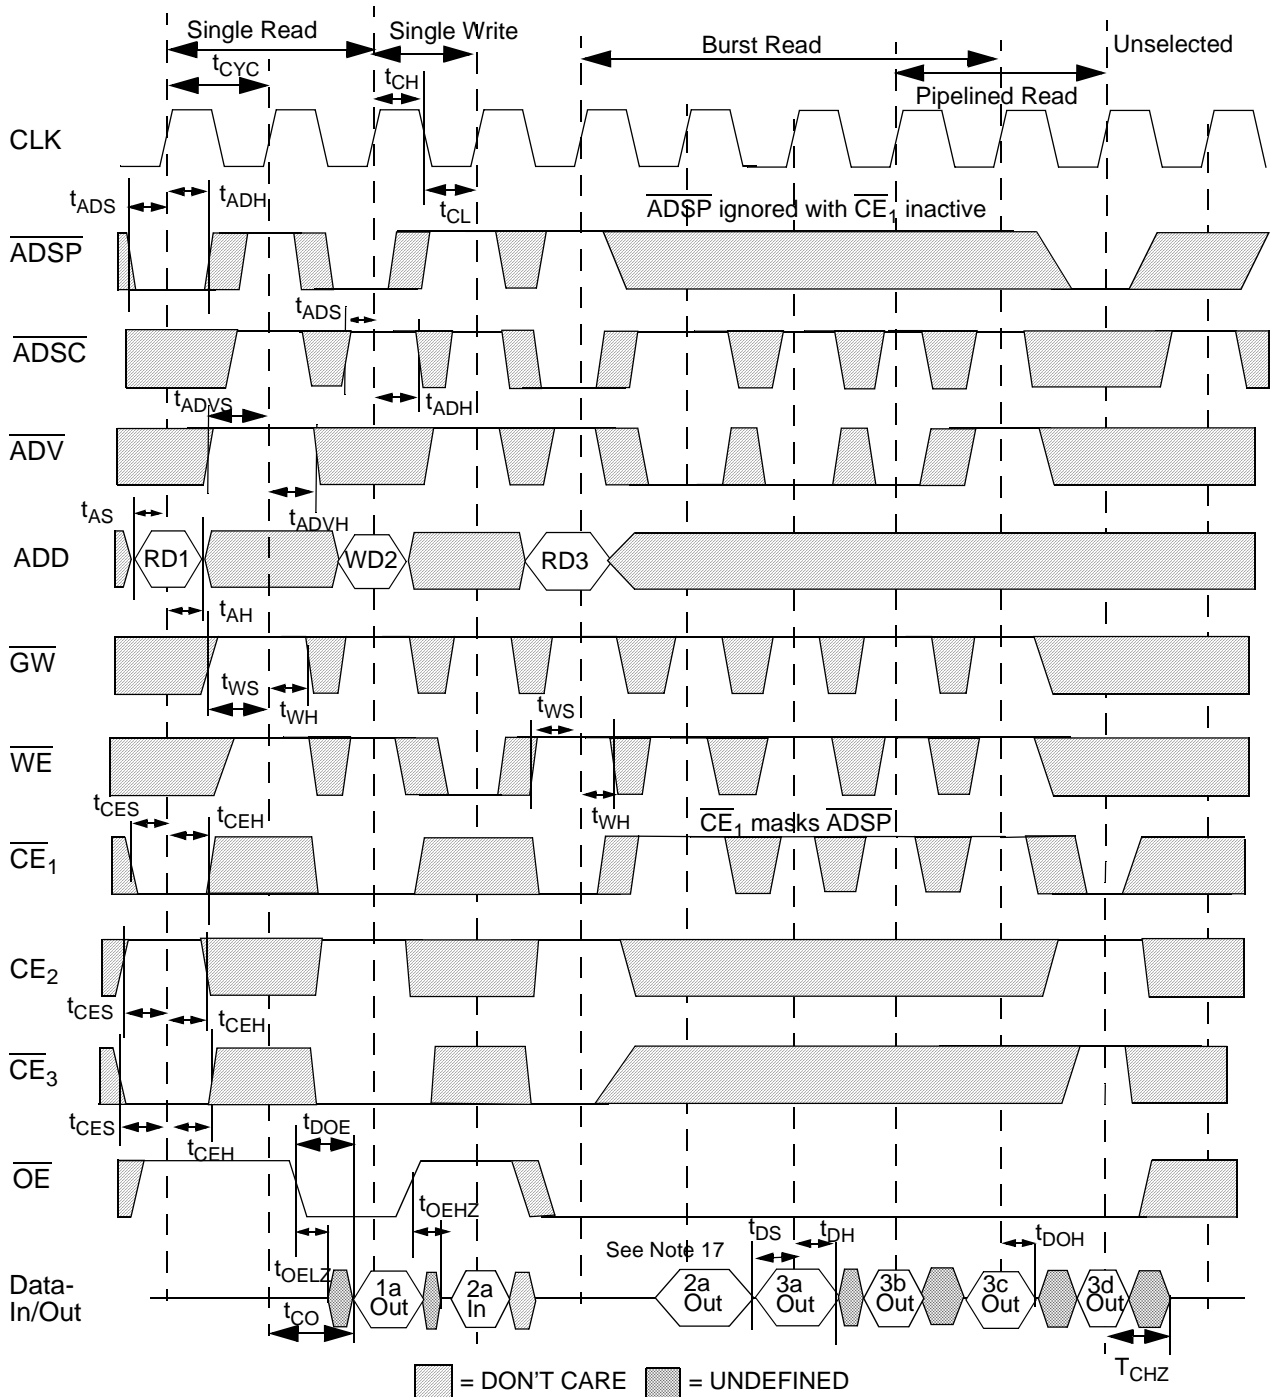 Single Read
Single Write
Burst Read
Unselected
tCYC
tCH
Pipelined Read
CLK
tADS
tADH
tCL
ADSP ignored with CE1 inactive
ADSP
tADS
ADSC
tADVS
tADH
ADV
tAS
tADVH
ADD
RD1
WD2
RD3
tAH
GW
tWS
tWH
tWS
WE
tCES
tCEH
tWH
CE1 masks ADSP
CE1
CE2
tCES
tCEH
CE3
tCES
tCEH
tDOE
OE
tOEHZ
See Note 17
tDS
tDH
tDOH
tOELZ
Data-
In/Out
1a
Out
2a
In
2a
Out
3a
Out
3b
Out
3c
Out
3d
Out
tCO
TCHZ
= DON'T CARE
= UNDEFINED